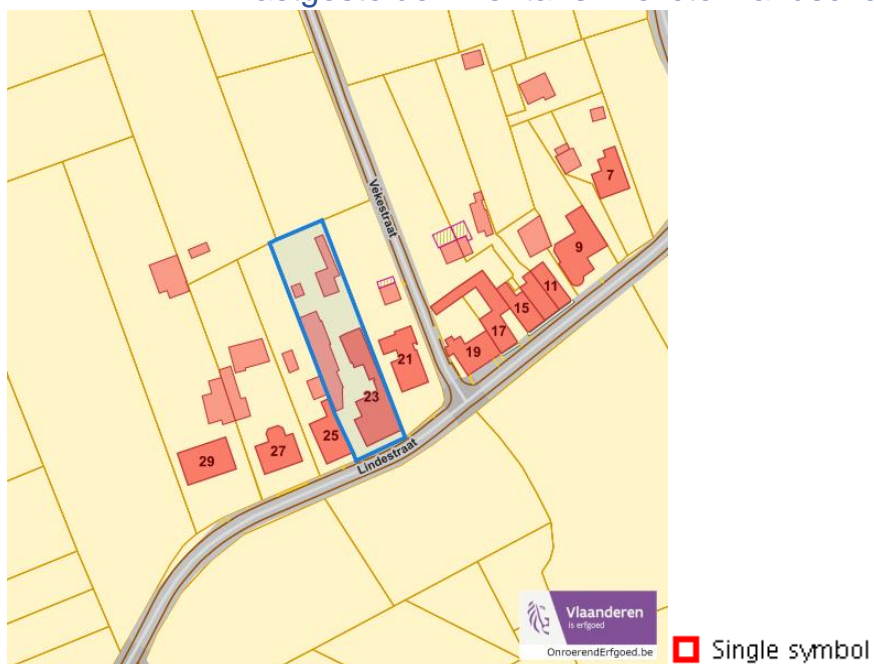 Vekestraat
7
9
11
15
17
19
21
23
25
27
29
Lindestraat
Vlaanderen
is erfgoed
OnroerendErfgoed.be
Single symbol